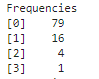 Frequencies
[0] 79
[1] 16
[2] 4
[3] 1